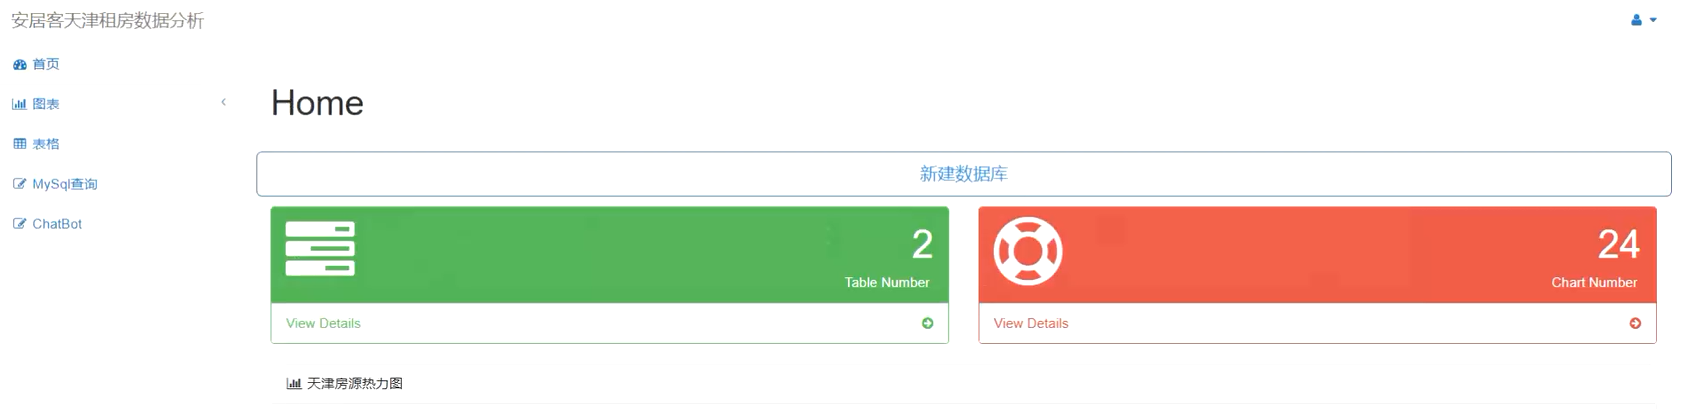 安居客天津租房数据分析
首页
图表
表格
MySql查询
ChatBot
Home
新建数据库
2
Table Number
View Details
24
Chart Number
View Details
天津房源热力图